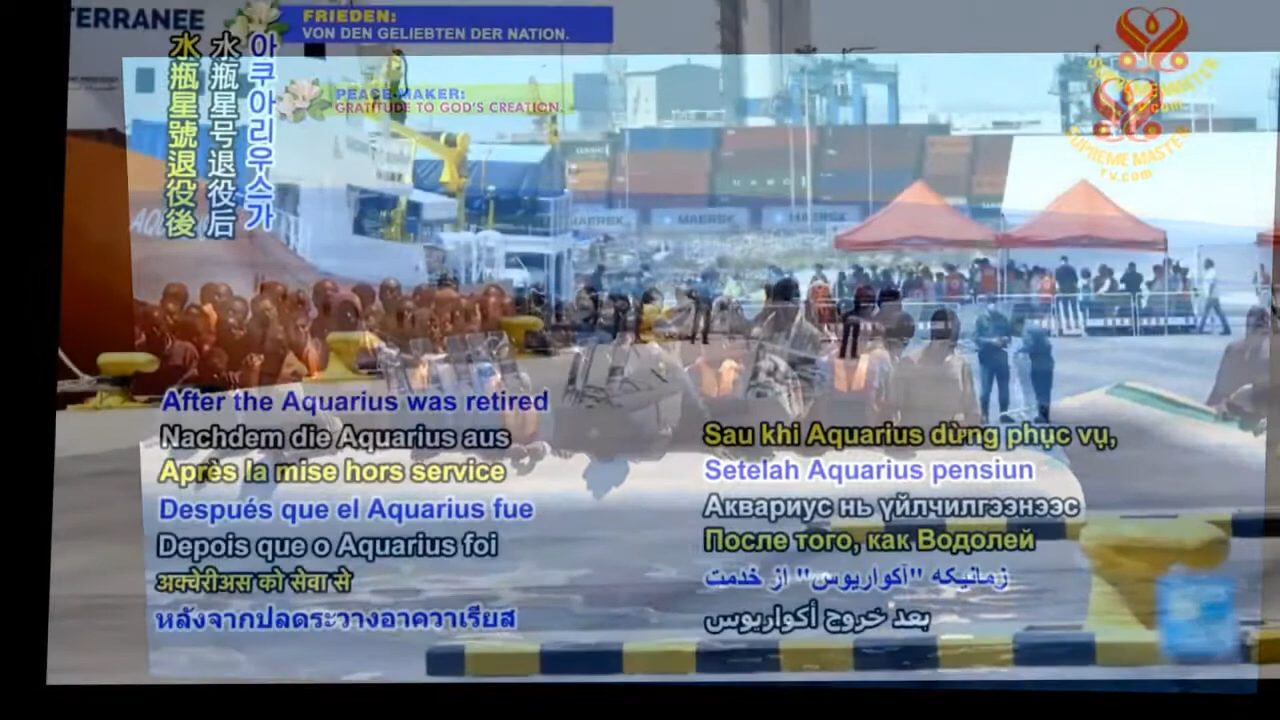 TERRANEE
FRIEDEN:
VON DEN GELIEBTEN DER NATION.
PEACE MAKER:
GRATITUDE TO GOD'S CREATION.
SUPREME MASTER
TV.com
水瓶星號退役後
水瓶星号退役后
아쿠아리우스가
MAERSK
MAERSK
After the Aquarius was retired
Nachdem die Aquarius aus
Après la mise hors service
Después que el Aquarius fue
Depois que o Aquarius foi
अक्वेरीअस को सेवा से
หลังจากปลดระวางอาควาเรียส
Sau khi Aquarius dừng phục vụ,
Setelah Aquarius pensiun
Аквариус нь үйлчилгээнээс
После того, как Водолей
زمانیکه "آکواریوس" از خدمت
بعد خروج أكواريوس